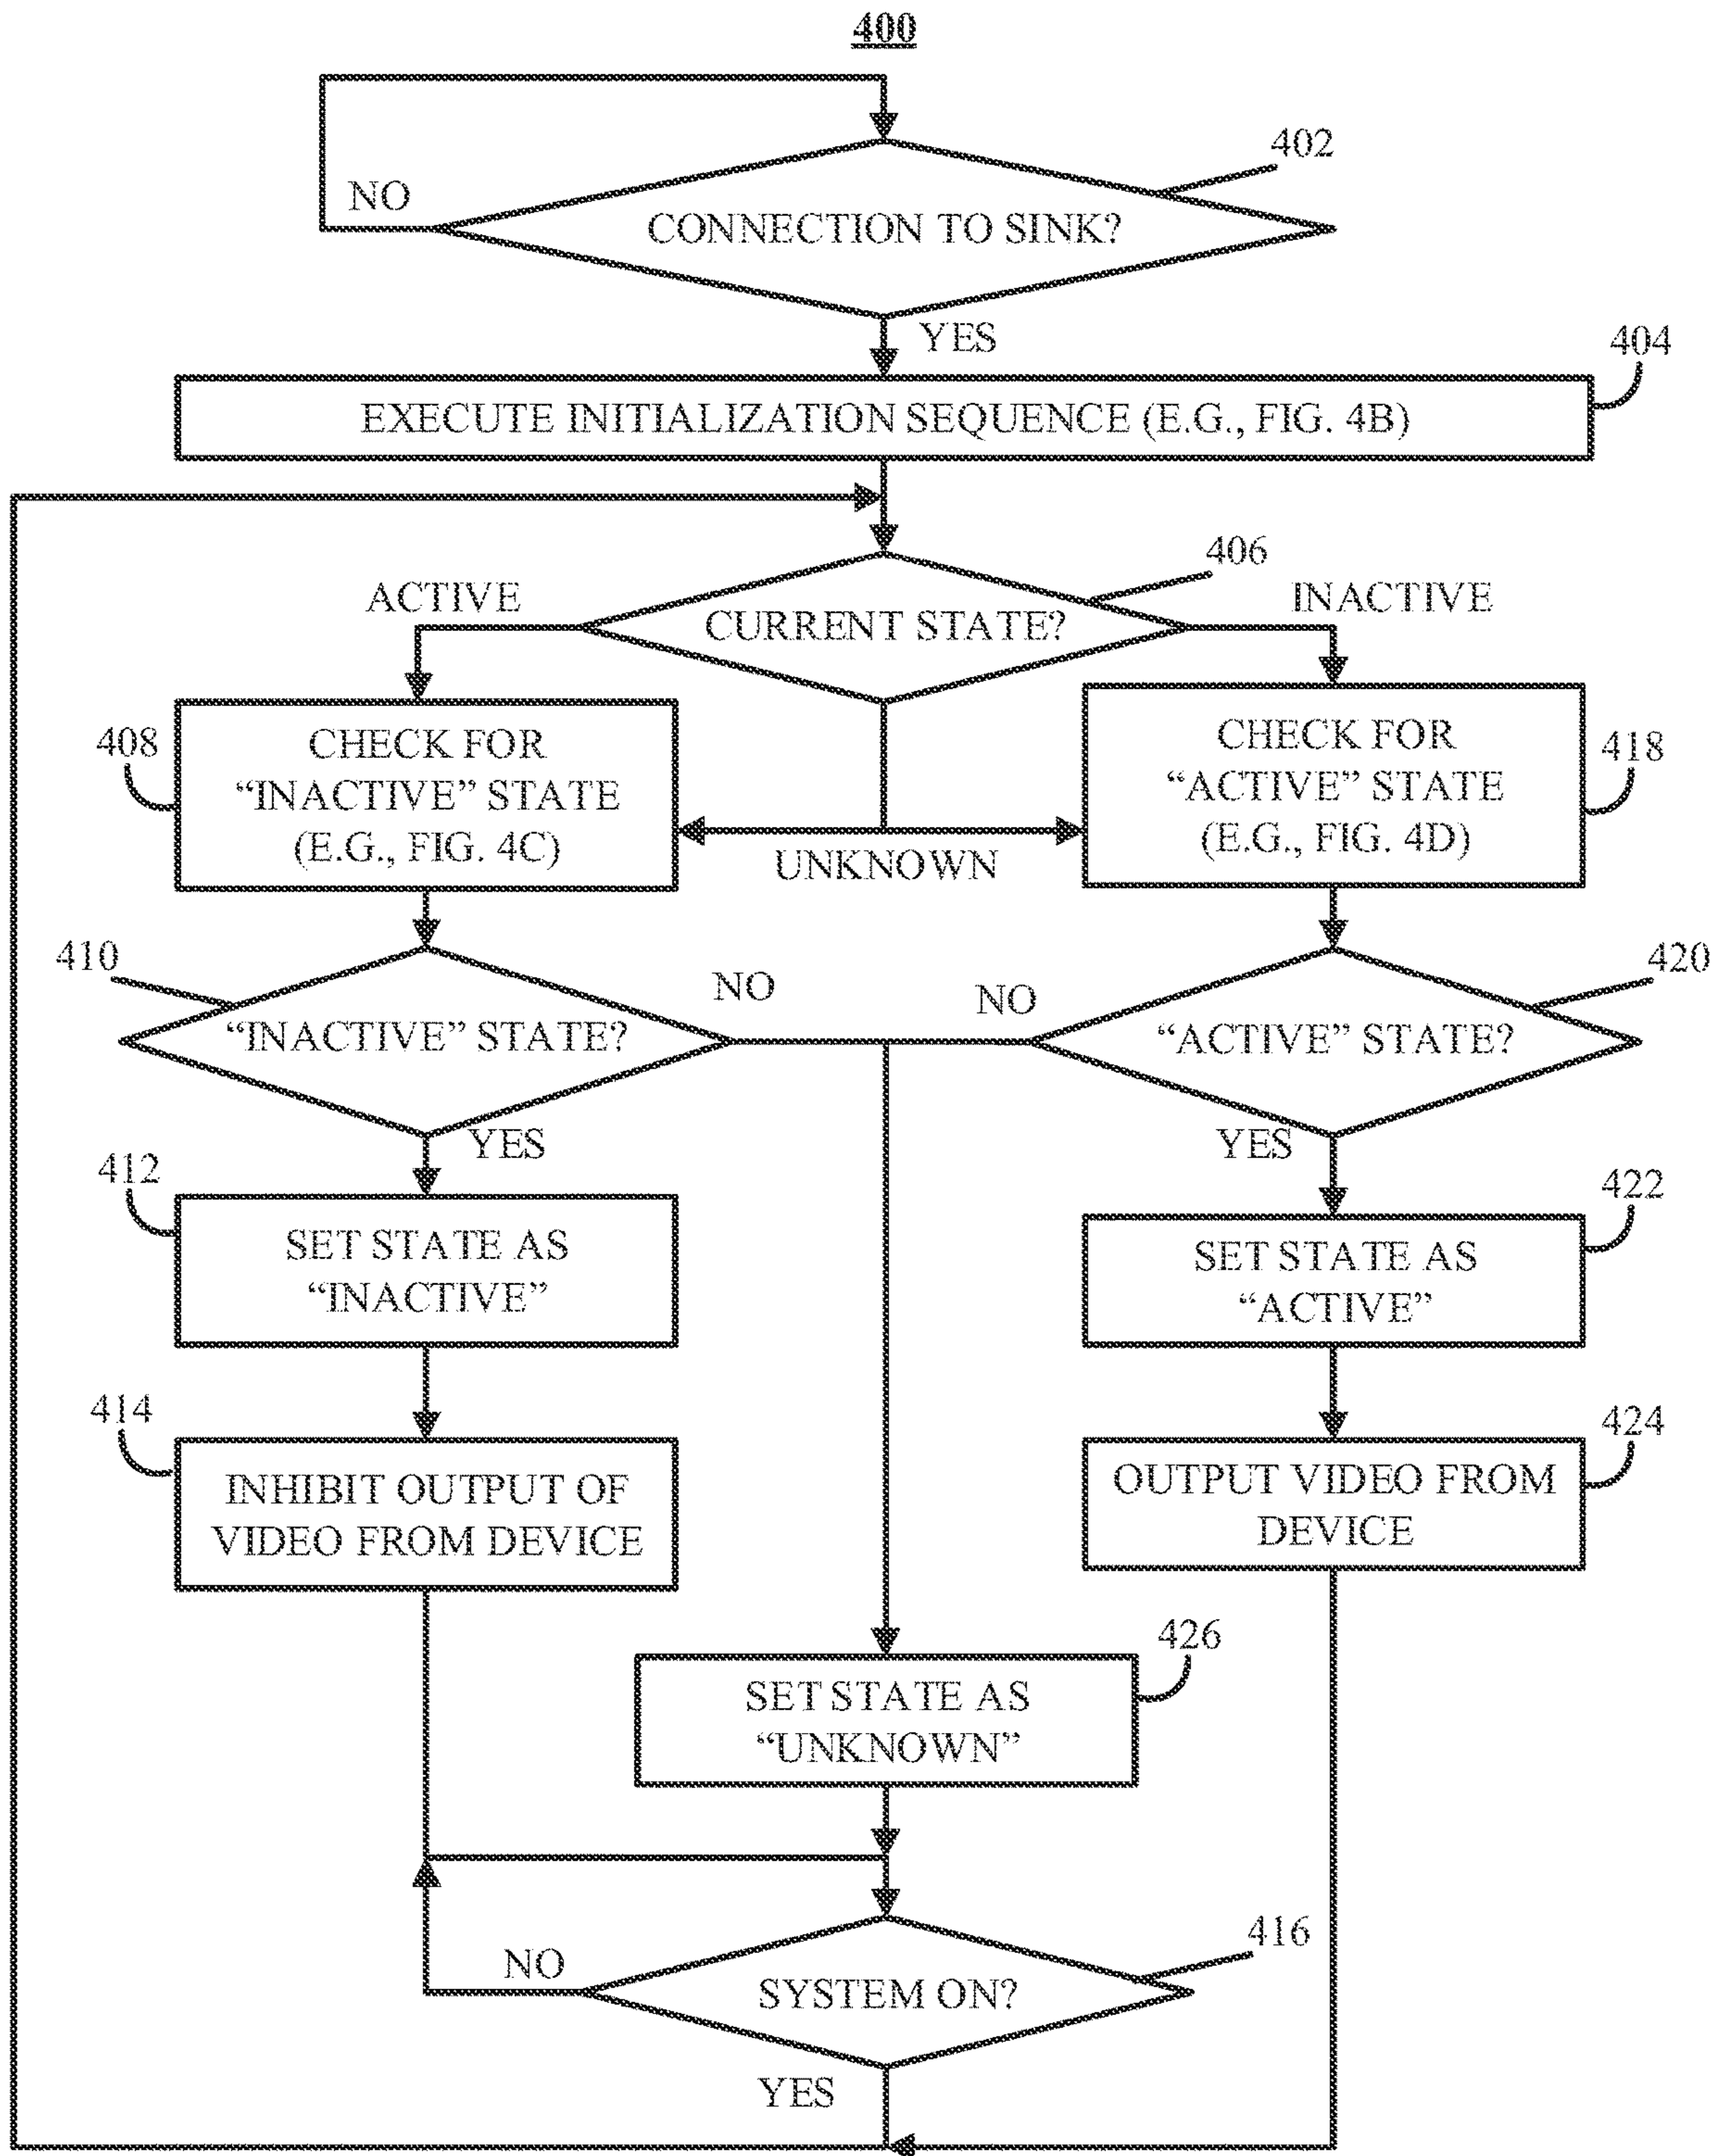 400
402
NO
CONNECTION TO SINK?
YES
404
EXECUTE INITIALIZATION SEQUENCE (E.G., FIG. 4B)
406
ACTIVE
INACTIVE
CURRENT STATE?
408
CHECK FOR
“INACTIVE” STATE
(E.G., FIG. 4C)
UNKNOWN
CHECK FOR
“ACTIVE” STATE
(E.G., FIG. 4D)
418
410
NO
NO
420
“INACTIVE” STATE?
“ACTIVE” STATE?
YES
YES
412
SET STATE AS
“INACTIVE”
422
SET STATE AS
“ACTIVE”
414
INHIBIT OUTPUT OF
VIDEO FROM DEVICE
424
OUTPUT VIDEO FROM
DEVICE
426
SET STATE AS
“UNKNOWN”
416
NO
SYSTEM ON?
YES